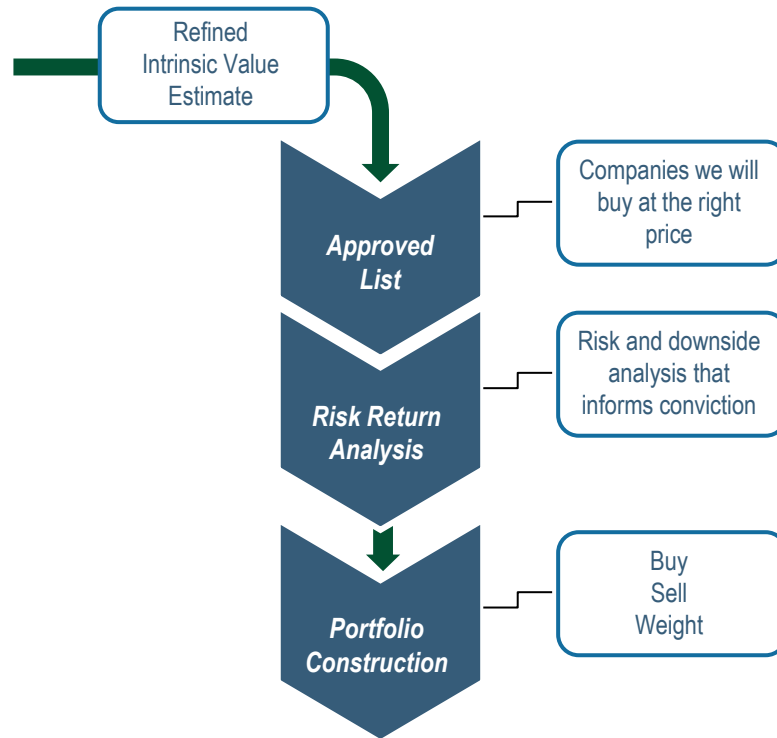 Refined
Intrinsic Value
Estimate
Approved
List
Companies we will
buy at the right
price
Risk Return
Analysis
Risk and downside
analysis that
informs conviction
Portfolio
Construction
Buy
Sell
Weight